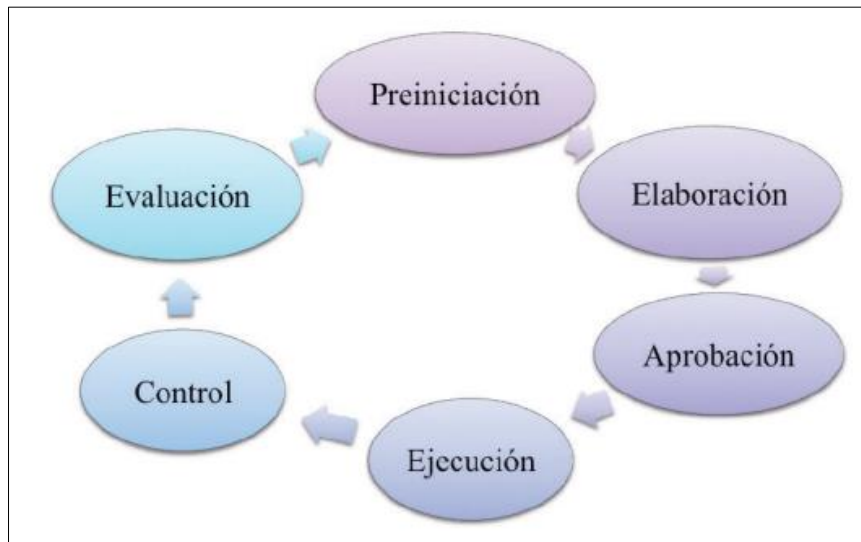 Preiniciación
Elaboración
Aprobación
Ejecución
Control
Evaluación